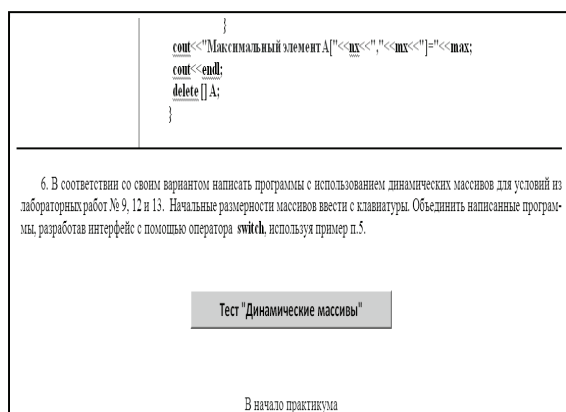 }
cout<<"Максимальный элемент A["<<nx<<","<<mx<<"]="<<max;
cout<<endl;
delete [] A;
}
6. В соответствии со своим вариантом написать программы с использованием динамических массивов для условий из
лабораторных работ № 9, 12 и 13. Начальные размерности массивов ввести с клавиатуры. Объединить написанные програм-
мы, разработав интерфейс с помощью оператора switch, используя пример п.5.
Тест "Динамические массивы"
В начало практикума